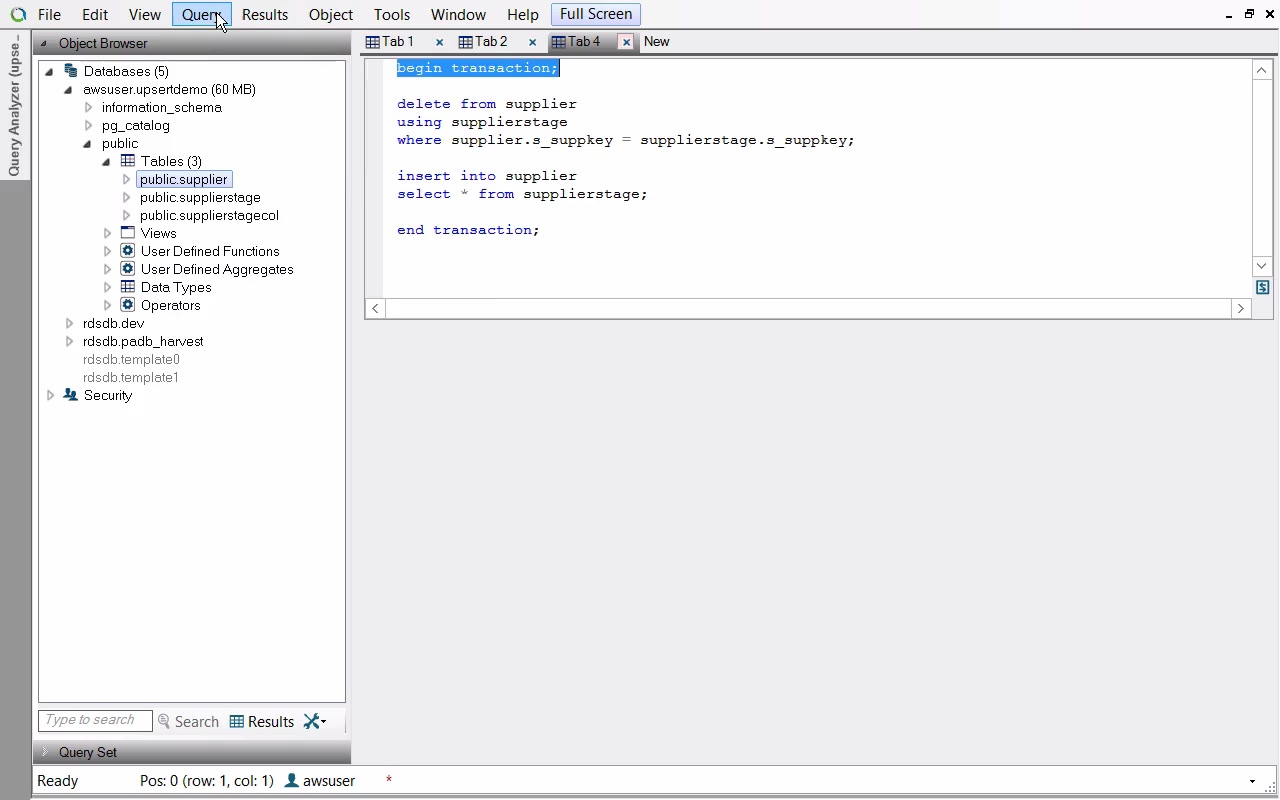 File Edit View Query Results Object Tools Window Help Full Screen
Query Analyzer (upse...
Object Browser
Tab 1 Tab 2 Tab 4 New
Databases (5)
awsuser.upsertdemo (60 MB)
information_schema
pg_catalog
public
Tables (3)
public.supplier
public.supplierstage
public.supplierstagecol
Views
User Defined Functions
User Defined Aggregates
Data Types
Operators
rdsdb.dev
rdsdb.padb_harvest
rdsdb.template0
rdsdb.template1
Security
begin transaction;
delete from supplier
using supplierstage
where supplier.s_suppkey = supplierstage.s_suppkey;
insert into supplier
select * from supplierstage;
end transaction;
Type to search Search Results
Query Set
Ready Pos: 0 (row: 1, col: 1) awsuser *